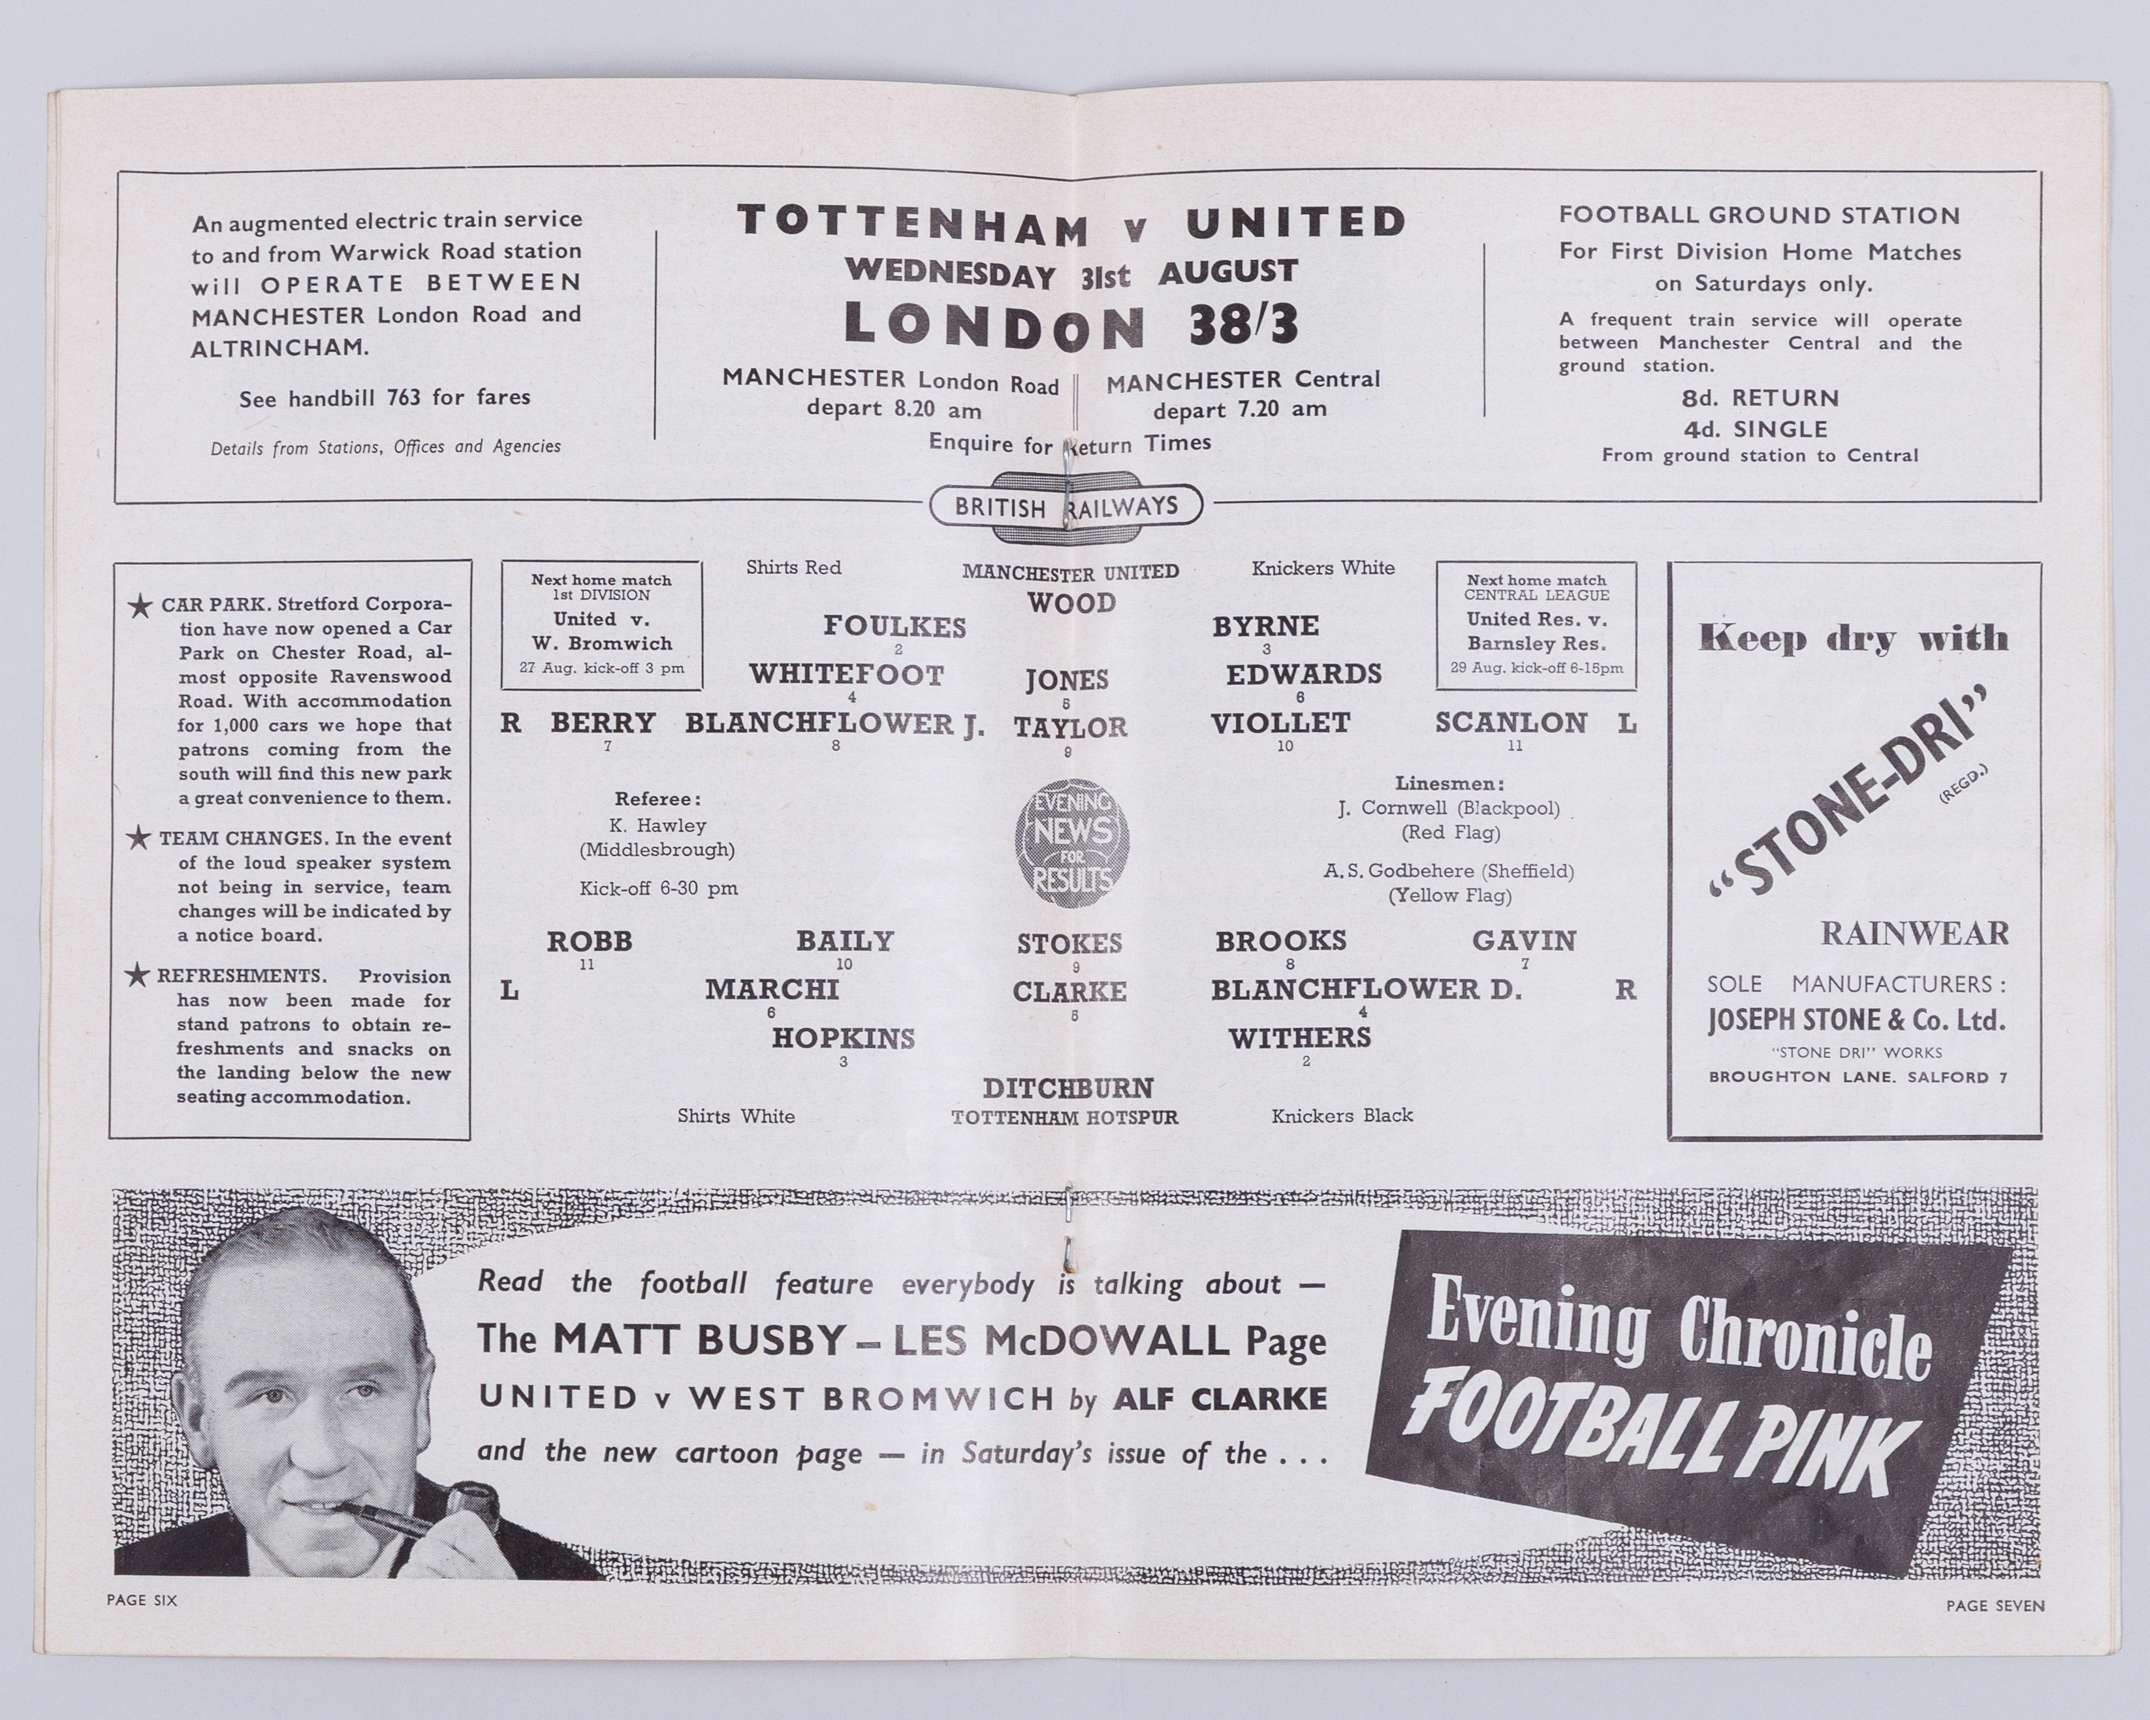 An augmented electric train service
to and from Warwick Road station
will OPERATE BETWEEN
MANCHESTER London Road and
ALTRINCHAM.
See handbill 763 for fares
Details from Stations, Offices and Agencies
TOTTENHAM v UNITED
WEDNESDAY 31st AUGUST
LONDON 38/3
MANCHESTER London Road
depart 8.20 am
MANCHESTER Central
depart 7.20 am
Enquire for Return Times
BRITISH RAILWAYS
FOOTBALL GROUND STATION
For First Division Home Matches
on Saturdays only.
A frequent train service will operate
between Manchester Central and the
ground station.
8d. RETURN
4d. SINGLE
From ground station to Central
★ CAR PARK. Stretford Corpora-
tion have now opened a Car
Park on Chester Road, al-
most opposite Ravenswood
Road. With accommodation
for 1,000 cars we hope that
patrons coming from the
south will find this new park
a great convenience to them.
★ TEAM CHANGES. In the event
of the loud speaker system
not being in service, team
changes will be indicated by
a notice board.
★ REFRESHMENTS. Provision
has now been made for
stand patrons to obtain re-
freshments and snacks on
the landing below the new
seating accommodation.
Next home match
1st DIVISION
United v.
W. Bromwich
27 Aug. kick-off 3 pm
Shirts Red
MANCHESTER UNITED
Knickers White
WOOD
FOULKES BYRNE
2 3
WHITEFOOT JONES EDWARDS
4 5 6
R BERRY BLANCHFLOWER J. TAYLOR VIOLLET SCANLON L
7 8 9 10 11
Next home match
CENTRAL LEAGUE
United Res. v.
Barnsley Res.
29 Aug. kick-off 6-15pm
Referee:
K. Hawley
(Middlesbrough)
Kick-off 6-30 pm
EVENING
NEWS
FOR
RESULTS
Linesmen:
J. Cornwell (Blackpool)
(Red Flag)
A. S. Godbehere (Sheffield)
(Yellow Flag)
ROBB BAILY STOKES BROOKS GAVIN
11 10 9 8 7
L MARCHI CLARKE BLANCHFLOWER D. R
6 5 4
HOPKINS WITHERS
3 2
DITCHBURN
Shirts White TOTTENHAM HOTSPUR Knickers Black
Keep dry with
"STONE-DRI"
(REGD.)
RAINWEAR
SOLE MANUFACTURERS:
JOSEPH STONE & Co. Ltd.
"STONE DRI" WORKS
BROUGHTON LANE. SALFORD 7
Read the football feature everybody is talking about —
The MATT BUSBY – LES McDOWALL Page
UNITED v WEST BROMWICH by ALF CLARKE
and the new cartoon page — in Saturday's issue of the . . .
Evening Chronicle
FOOTBALL PINK
PAGE SIX
PAGE SEVEN